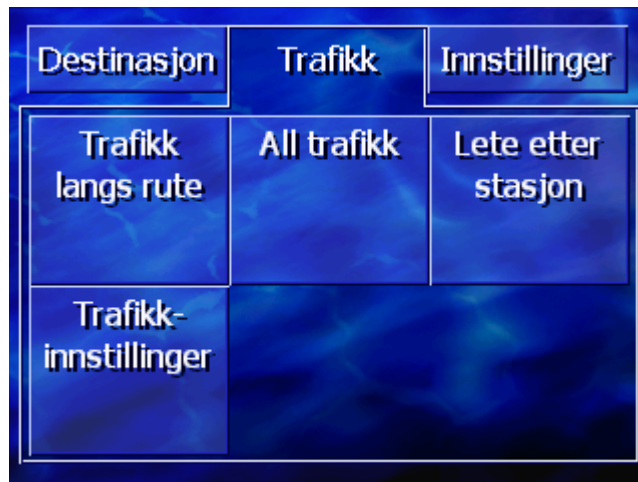 Destinasjon
Trafikk
Innstillinger
Trafikk
langs rute
All trafikk
Lete etter
stasjon
Trafikk-
innstillinger